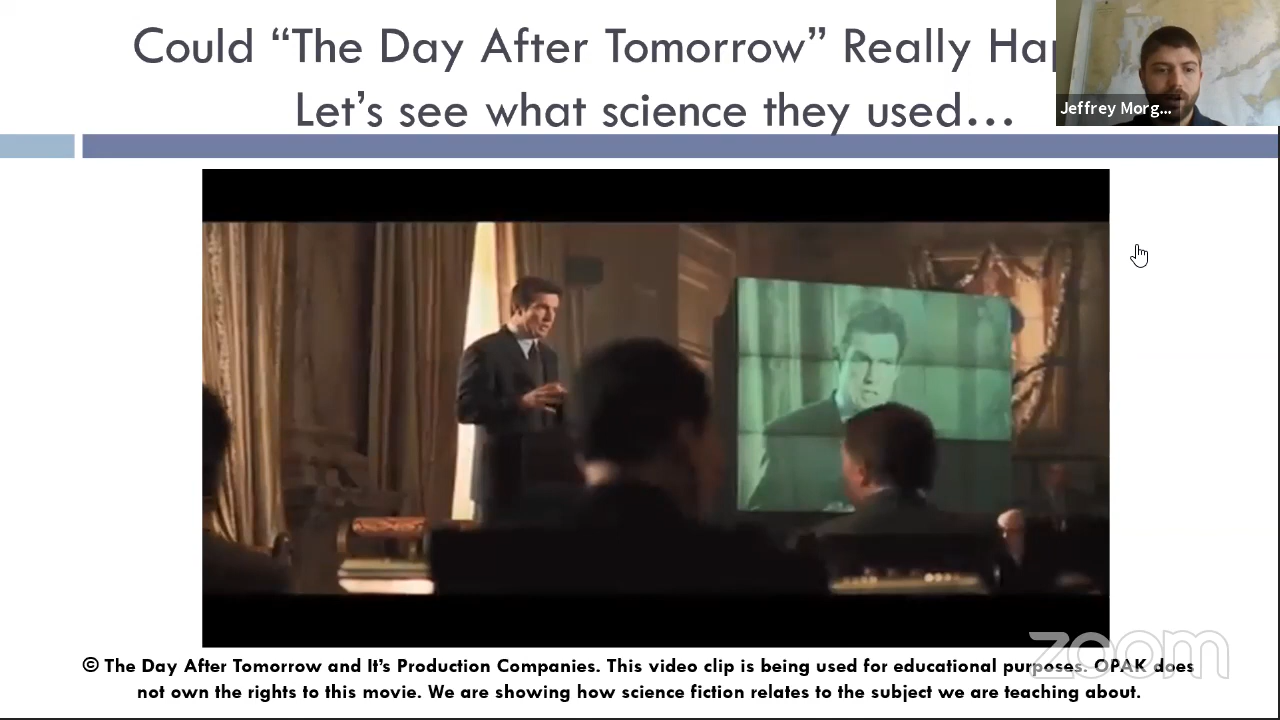 Could “The Day After Tomorrow” Really Hap
Let’s see what science they used…
Jeffrey Morg...
© The Day After Tomorrow and It’s Production Companies. This video clip is being used for educational purposes. OPAK does
not own the rights to this movie. We are showing how science fiction relates to the subject we are teaching about.
zoom